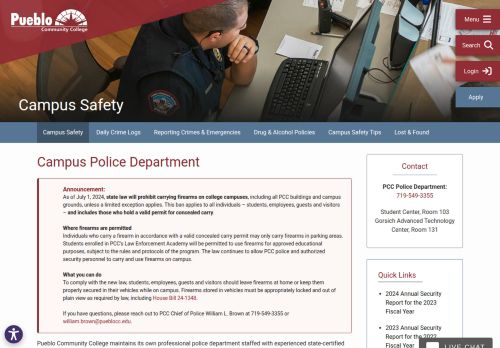 Pueblo
Community College
Menu
Search
Login
Apply
Campus Safety
Campus Safety
Daily Crime Logs
Reporting Crimes & Emergencies
Drug & Alcohol Policies
Campus Safety Tips
Lost & Found
Campus Police Department
Announcement:
As of July 1, 2024, state law will prohibit carrying firearms on college campuses, including all PCC buildings and campus
grounds, unless a limited exception applies. This ban applies to all individuals – students, employees, guests and visitors
– and includes those who hold a valid permit for concealed carry.
Where firearms are permitted
Individuals who carry a firearm in accordance with a valid concealed carry permit may only carry firearms in parking areas.
Students enrolled in PCC's Law Enforcement Academy will be permitted to use firearms for approved educational
purposes, subject to the rules and protocols of the program. The law continues to allow PCC police and authorized
security personnel to carry and use firearms on campus.
What you can do
To comply with the new law, students, employees, guests and visitors should leave firearms at home or keep them
properly secured in their vehicles while on campus. Firearms stored in vehicles must be appropriately locked and out of
plain view as required by law, including House Bill 24-1348.
If you have questions, please reach out to PCC Chief of Police William L. Brown at 719-549-3355 or
william.brown@pueblocc.edu.
Pueblo Community College maintains its own professional police department staffed with experienced state-certified
Contact
PCC Police Department:
719-549-3355
Student Center, Room 103
Gorsich Advanced Technology
Center, Room 131
Quick Links
2024 Annual Security
Report for the 2023
Fiscal Year
2023 Annual Security
Report for the 2022
LIVE CHAT